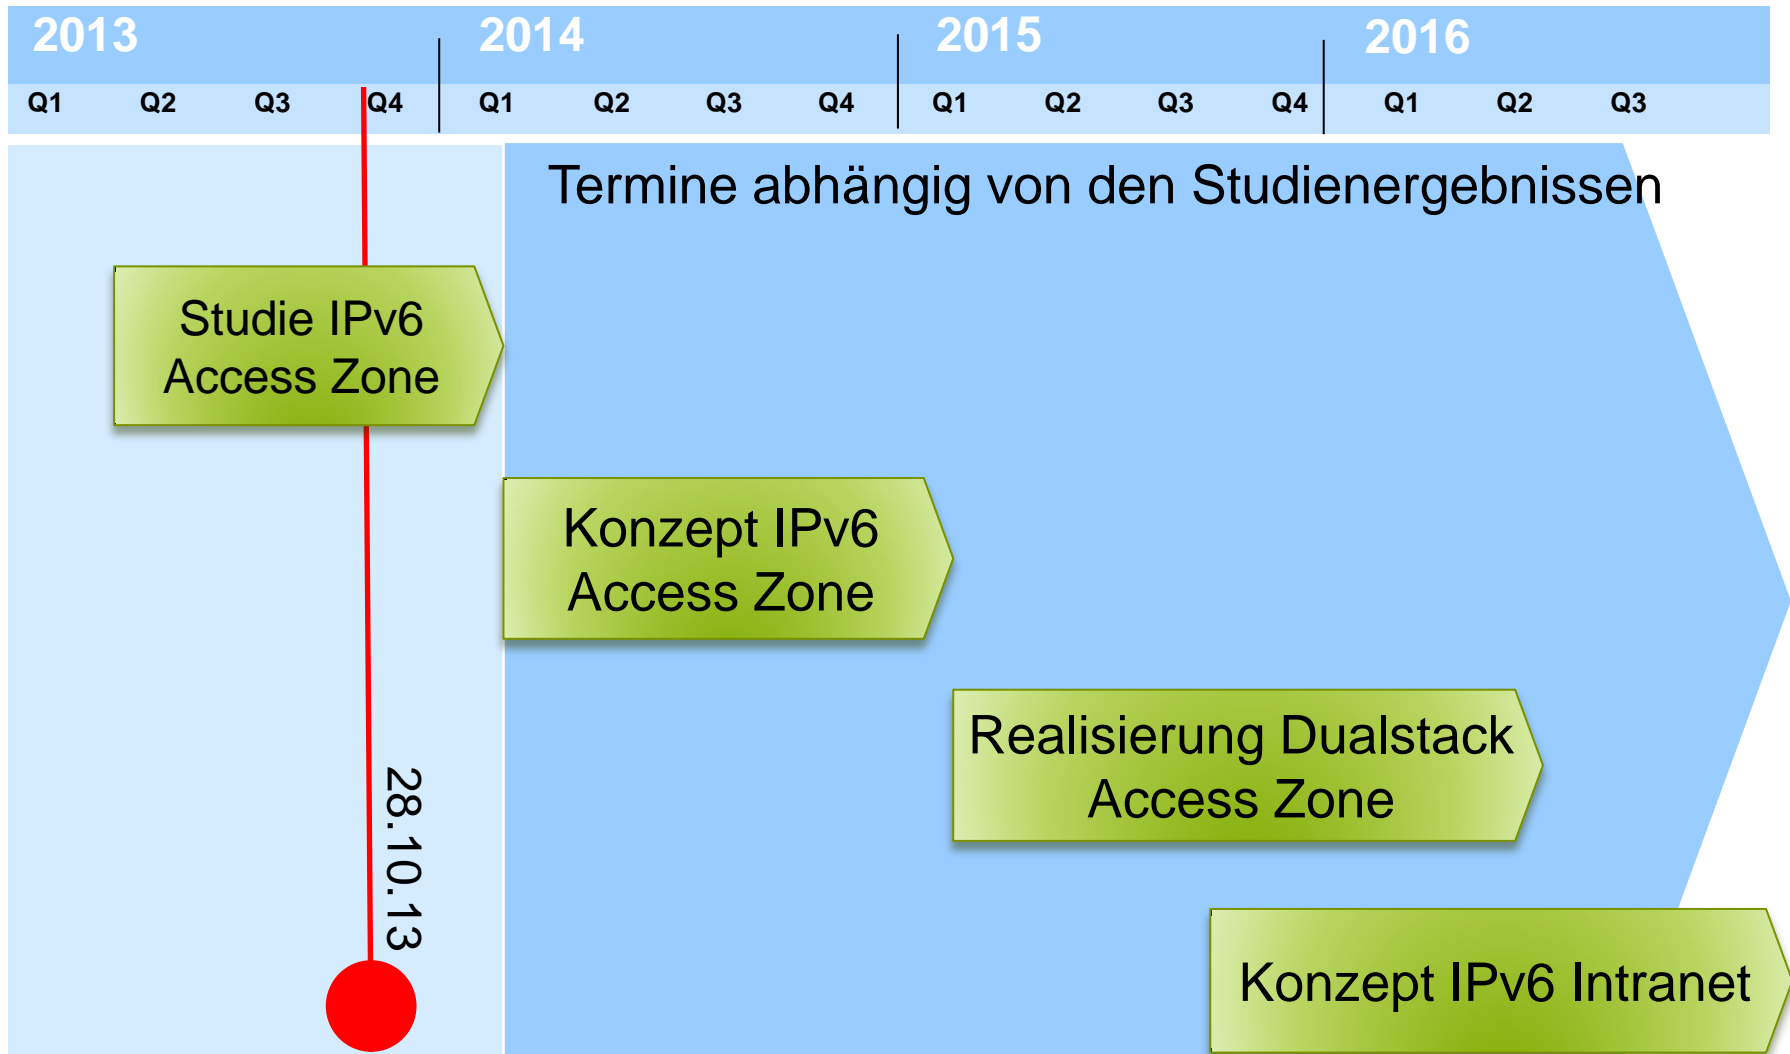 2013 2014 2015 2016
Q1 Q2 Q3 Q4 Q1 Q2 Q3 Q4 Q1 Q2 Q3 Q4 Q1 Q2 Q3
Termine abhängig von den Studienergebnissen
Studie IPv6
Access Zone
Konzept IPv6
Access Zone
Realisierung Dualstack
Access Zone
28.10.13
Konzept IPv6 Intranet